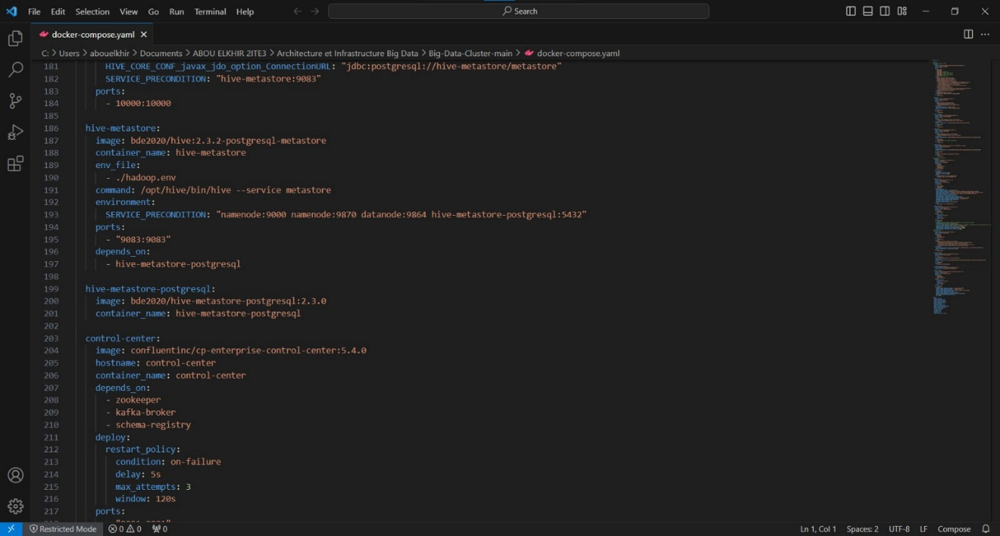 File Edit Selection View Go Run Terminal Help Search
docker-compose.yaml
C: > Users > abouelkhir > Documents > ABOU ELKHIR 2ITE3 > Architecture et Infrastructure Big Data > Big-Data-Cluster-main > docker-compose.yaml
181 HIVE_CORE_CONF_javax_jdo_option_ConnectionURL: "jdbc:postgresql://hive-metastore/metastore"
182 SERVICE_PRECONDITION: "hive-metastore:9083"
183 ports:
184 - 10000:10000
185
186 hive-metastore:
187 image: bde2020/hive:2.3.2-postgresql-metastore
188 container_name: hive-metastore
189 env_file:
190 - ./hadoop.env
191 command: /opt/hive/bin/hive --service metastore
192 environment:
193 SERVICE_PRECONDITION: "namenode:9000 namenode:9870 datanode:9864 hive-metastore-postgresql:5432"
194 ports:
195 - "9083:9083"
196 depends_on:
197 - hive-metastore-postgresql
198
199 hive-metastore-postgresql:
200 image: bde2020/hive-metastore-postgresql:2.3.0
201 container_name: hive-metastore-postgresql
202
203 control-center:
204 image: confluentinc/cp-enterprise-control-center:5.4.0
205 hostname: control-center
206 container_name: control-center
207 depends_on:
208 - zookeeper
209 - kafka-broker
210 - schema-registry
211 deploy:
212 restart_policy:
213 condition: on-failure
214 delay: 5s
215 max_attempts: 3
216 window: 120s
217 ports:
Restricted Mode 0 0 0 Ln 1, Col 1 Spaces: 2 UTF-8 LF Compose